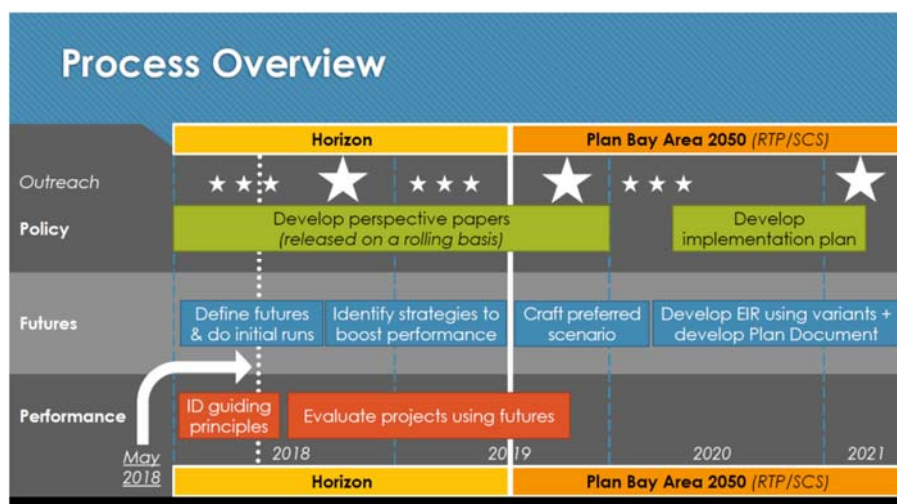 Process Overview
Horizon
Plan Bay Area 2050 (RTP/SCS)
Outreach
Policy
Develop perspective papers
(released on a rolling basis)
Develop
implementation plan
Futures
Define futures
& do initial runs
Identify strategies to
boost performance
Craft preferred
scenario
Develop EIR using variants +
develop Plan Document
Performance
ID guiding
principles
Evaluate projects using futures
May
2018
2018
2019
2020
2021
Horizon
Plan Bay Area 2050 (RTP/SCS)